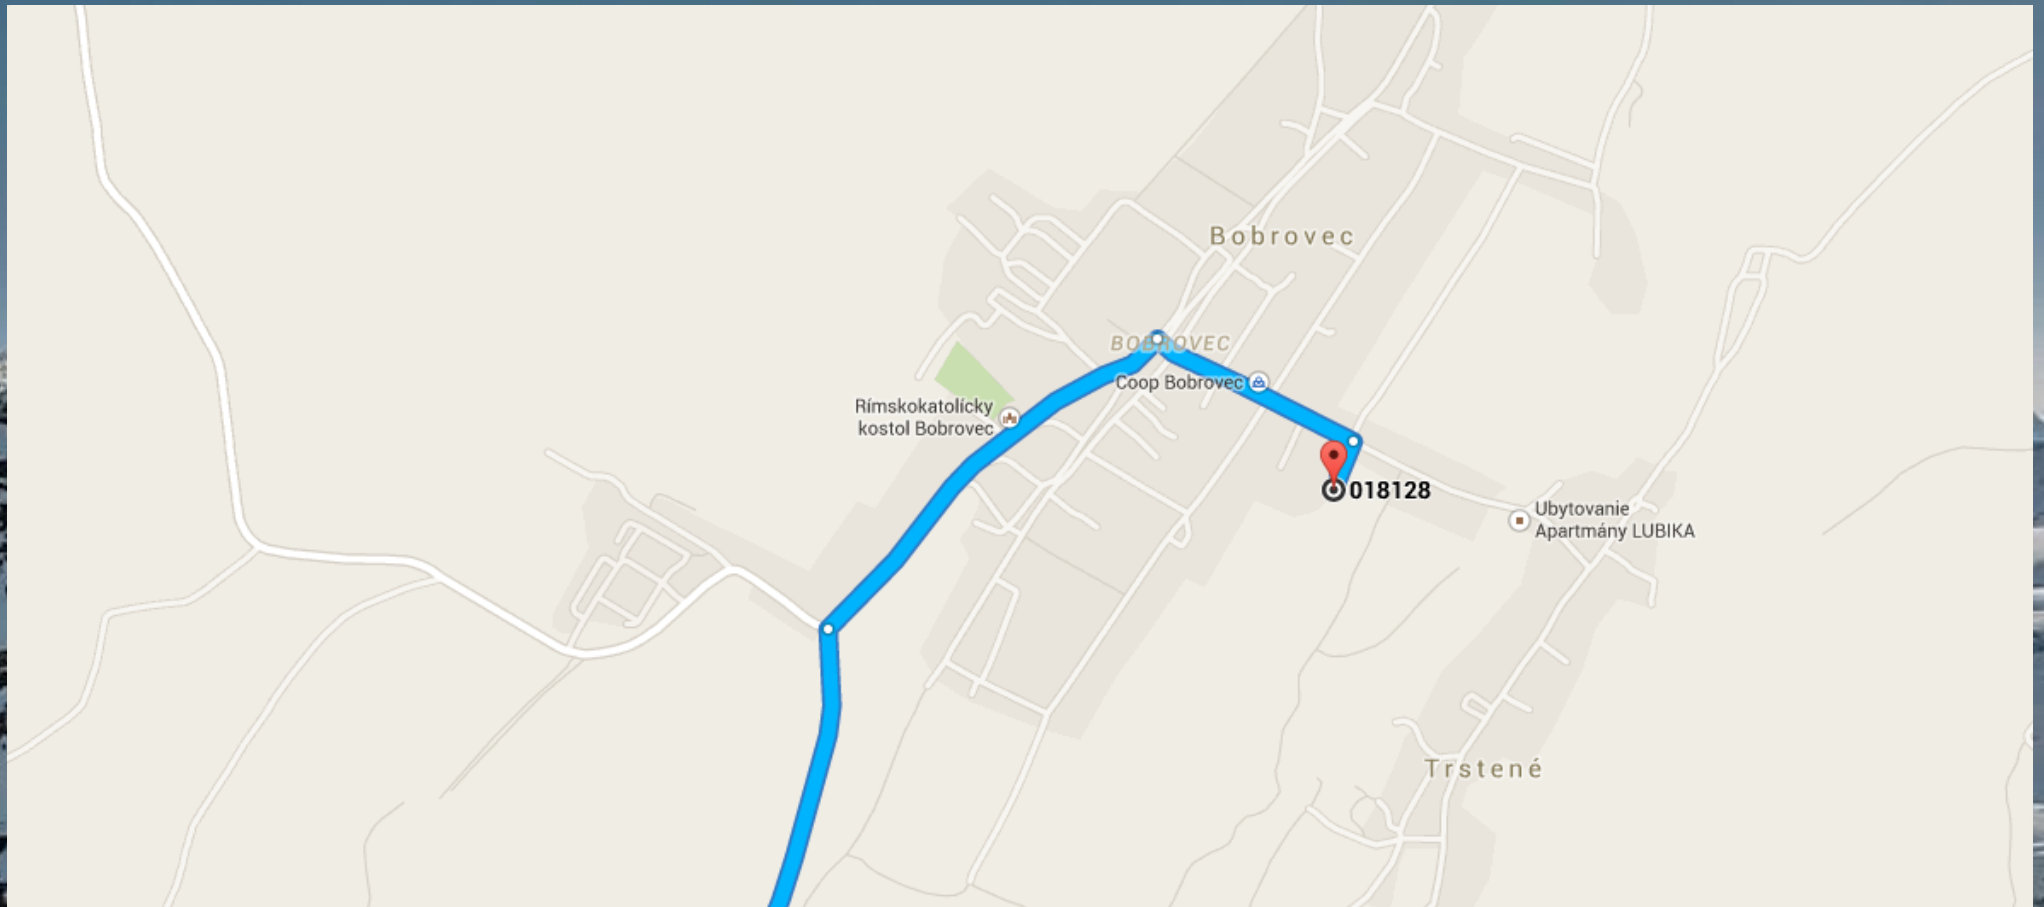 Bobrovec
BOBROVEC
Coop Bobrovec
Rímskokatolícky
kostol Bobrovec
018128
Ubytovanie
Apartmány LUBIKA
Trstené